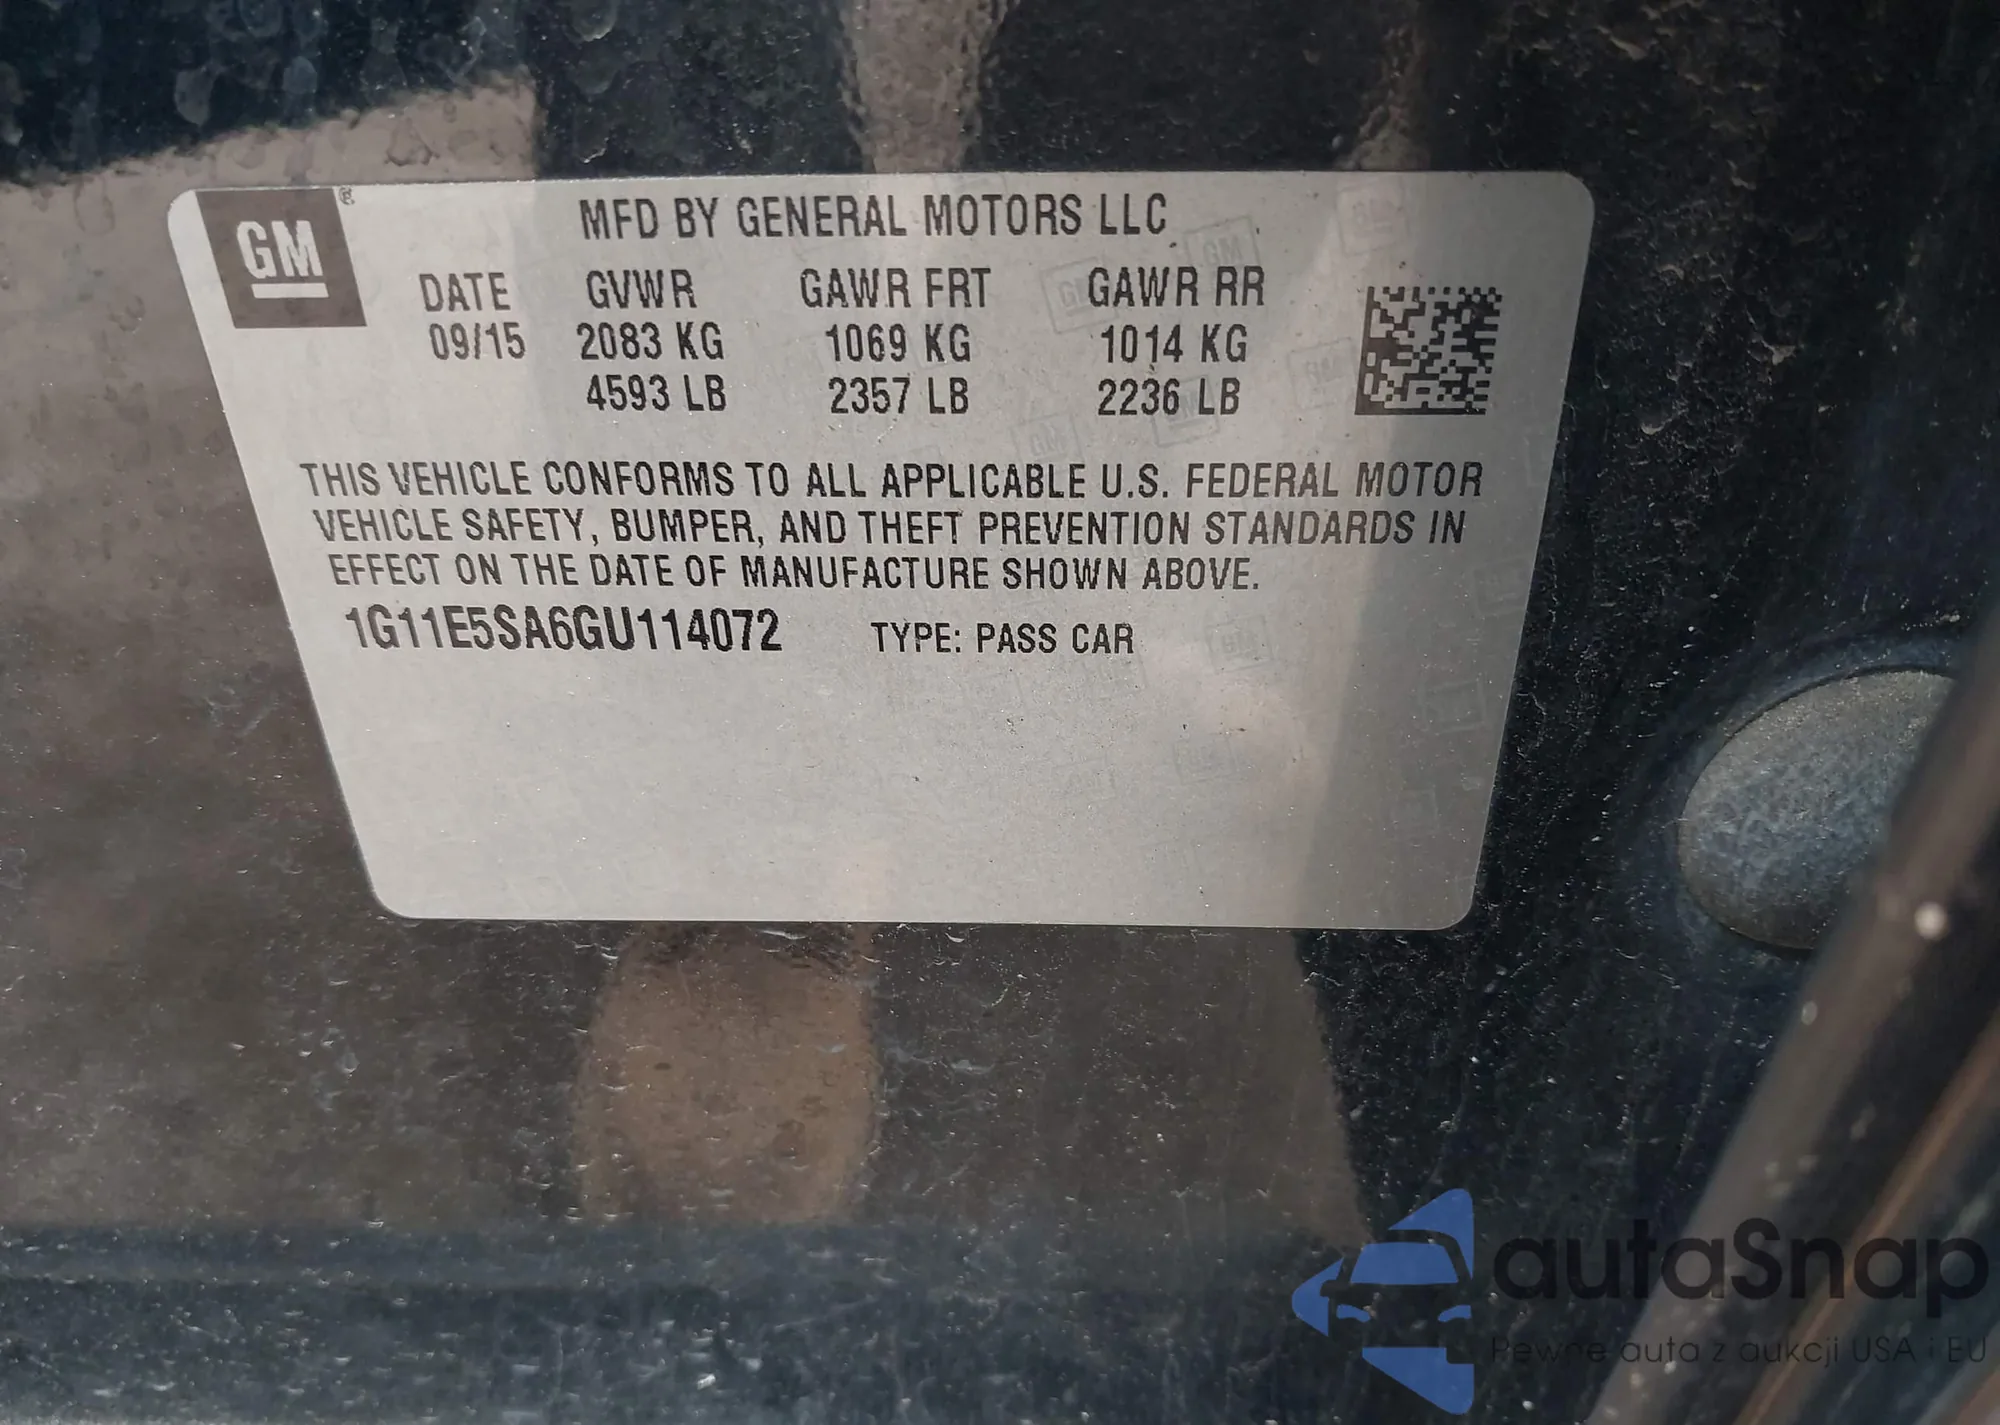 GM ®
MFD BY GENERAL MOTORS LLC
DATE GVWR GAWR FRT GAWR RR
09/15 2083 KG 1069 KG 1014 KG
4593 LB 2357 LB 2236 LB
THIS VEHICLE CONFORMS TO ALL APPLICABLE U.S. FEDERAL MOTOR
VEHICLE SAFETY, BUMPER, AND THEFT PREVENTION STANDARDS IN
EFFECT ON THE DATE OF MANUFACTURE SHOWN ABOVE.
1G11E5SA6GU114072 TYPE: PASS CAR
autaSnap
Pewne auta z aukcji USA i EU